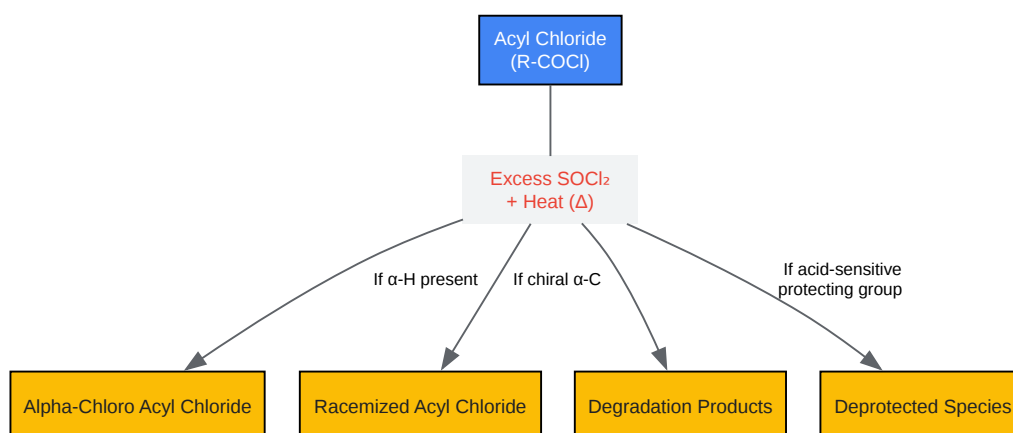 Acyl Chloride
(R-COCl)
Excess SOCl₂
+ Heat (Δ)
If α-H present
If chiral α-C
If acid-sensitive
protecting group
Alpha-Chloro Acyl Chloride
Racemized Acyl Chloride
Degradation Products
Deprotected Species